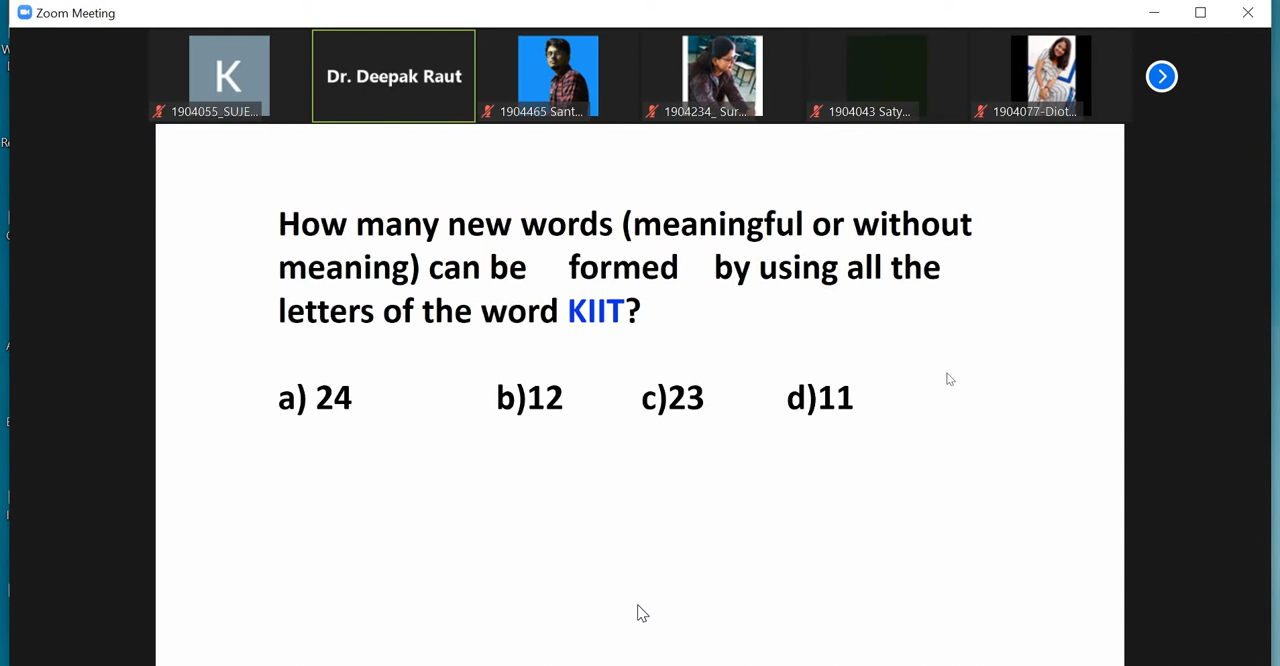 Zoom Meeting
K
Dr. Deepak Raut
1904055_SUJE...
1904465 Sant...
1904234_ Sur...
1904043 Saty...
1904077-Diot...
How many new words (meaningful or without
meaning) can be formed by using all the
letters of the word KIIT?
a) 24 b)12 c)23 d)11